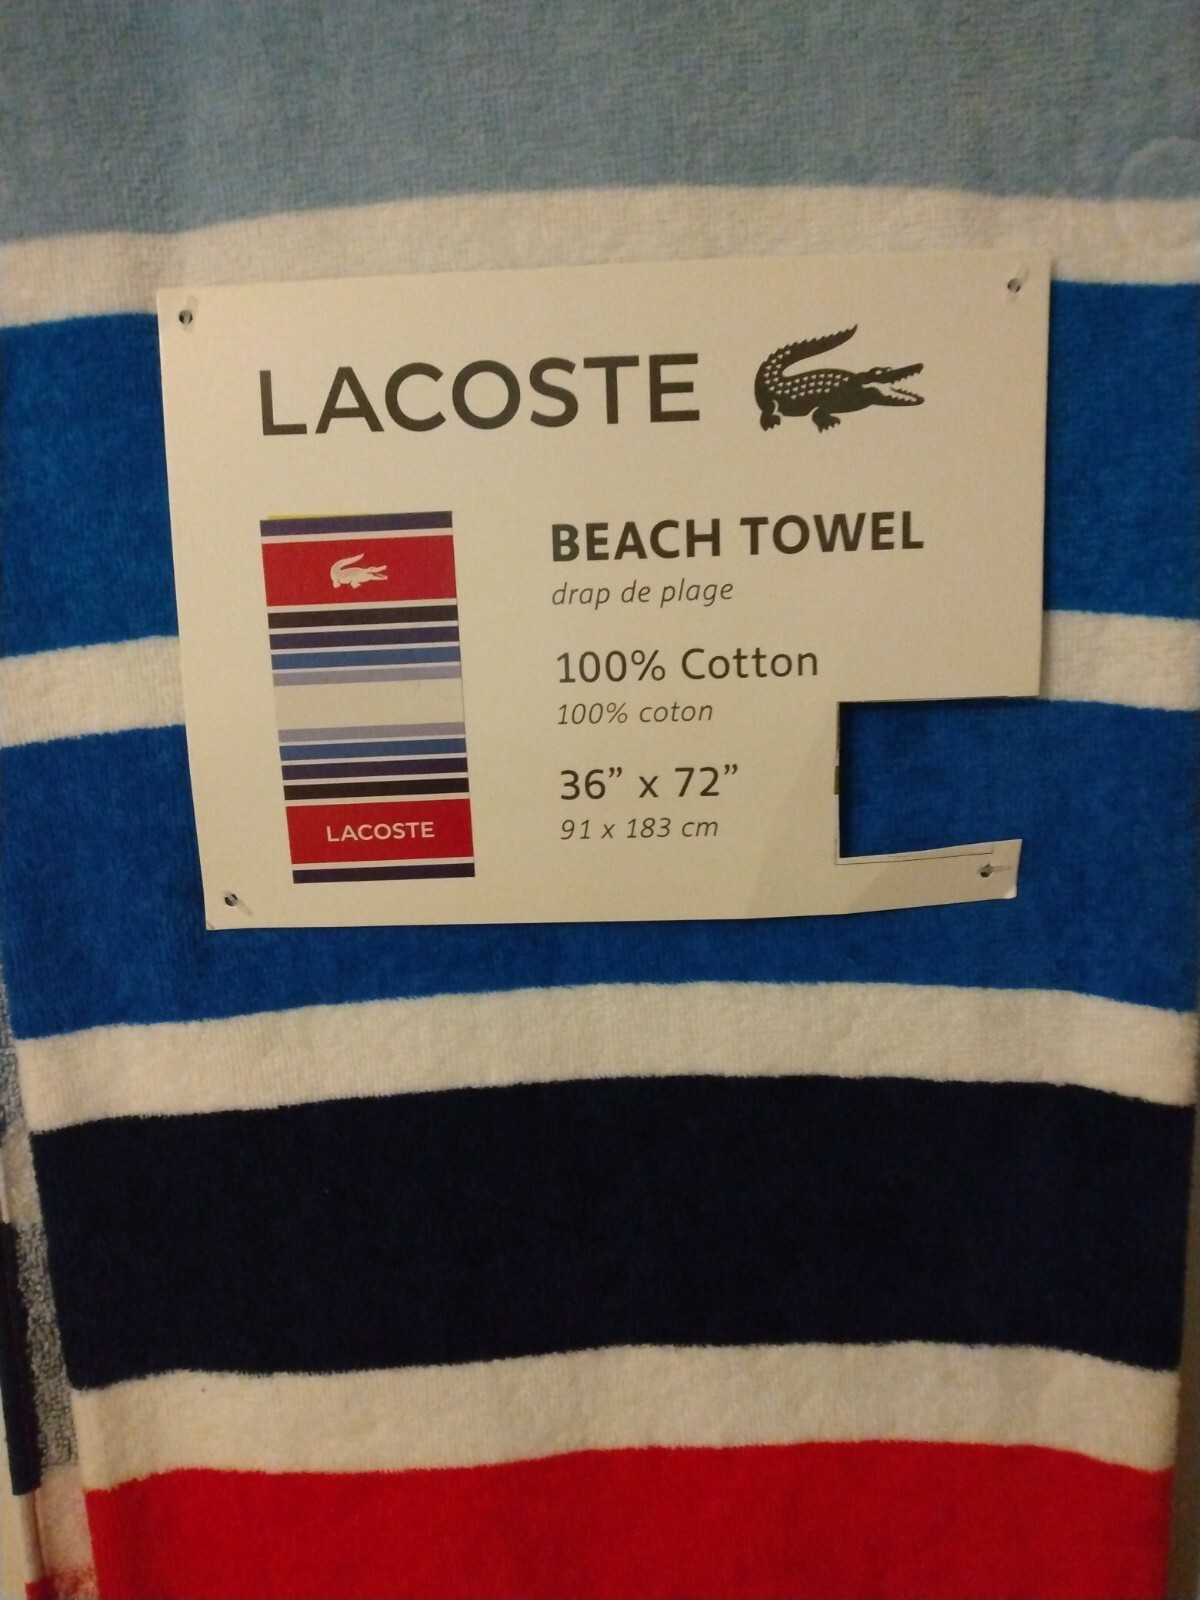 LACOSTE
BEACH TOWEL
drap de plage
100% Cotton
100% coton
36” x 72”
91 x 183 cm
LACOSTE